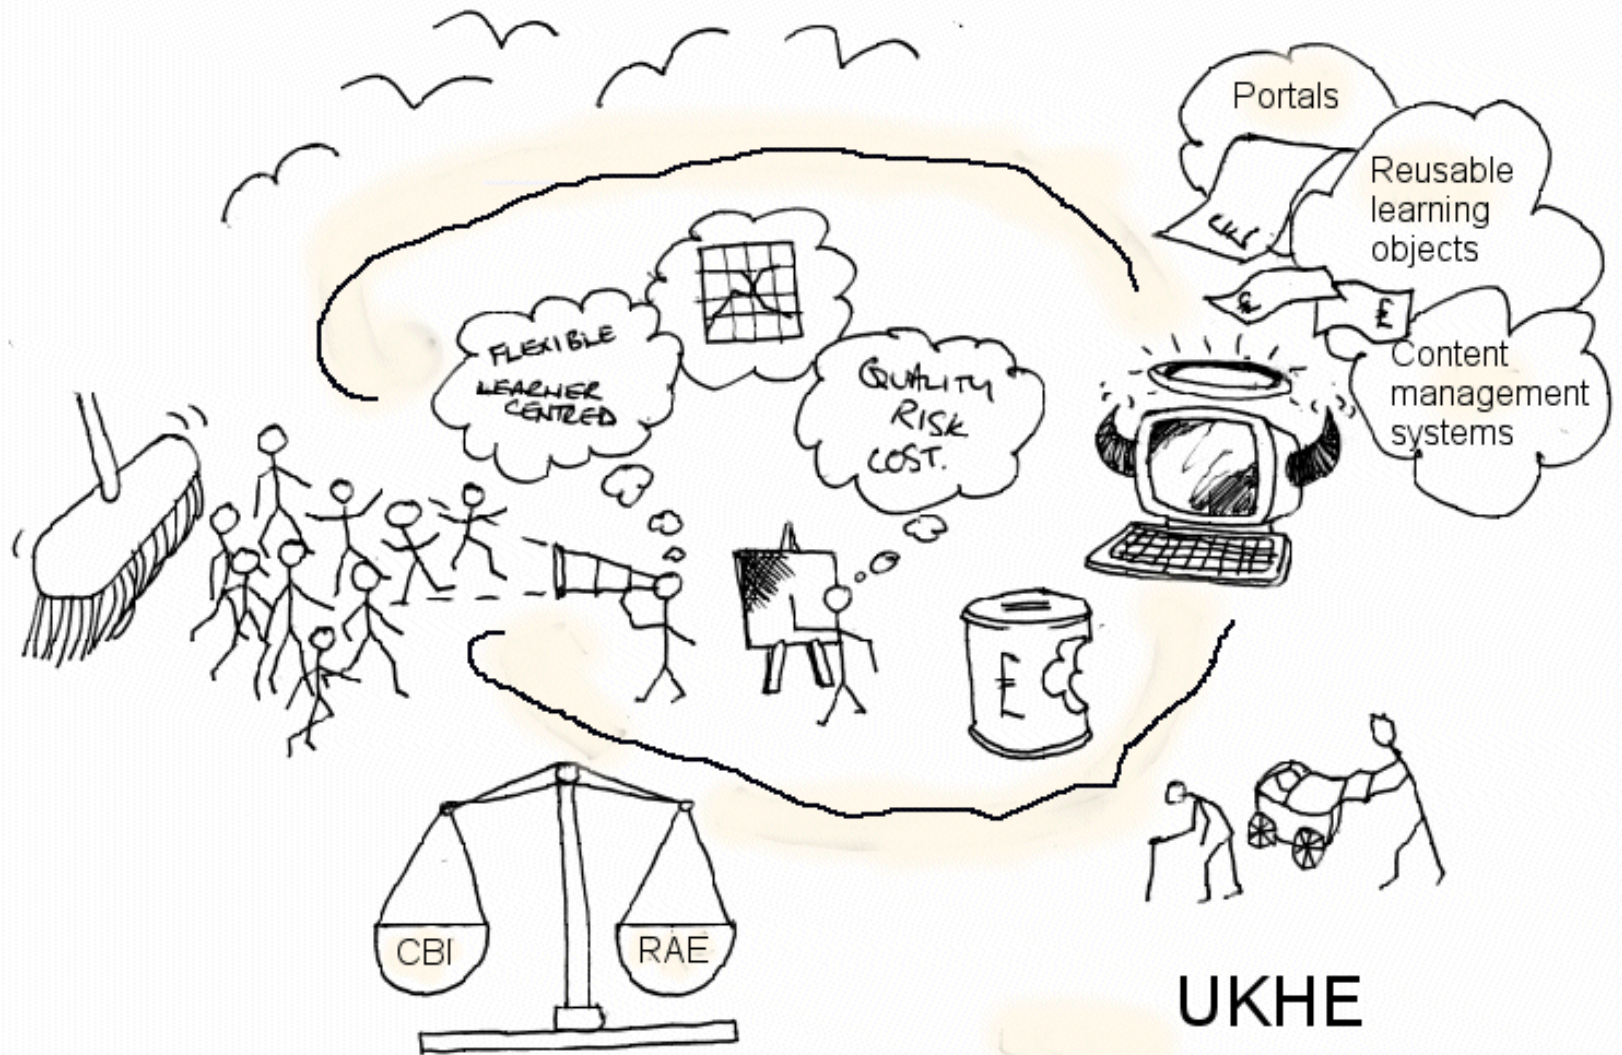 Portals
Reusable
learning
objects
£
£
£
Content
management
systems
FLEXIBLE
LEARNER
CENTRED
QUALITY
RISK
COST.
£
CBI
RAE
UKHE